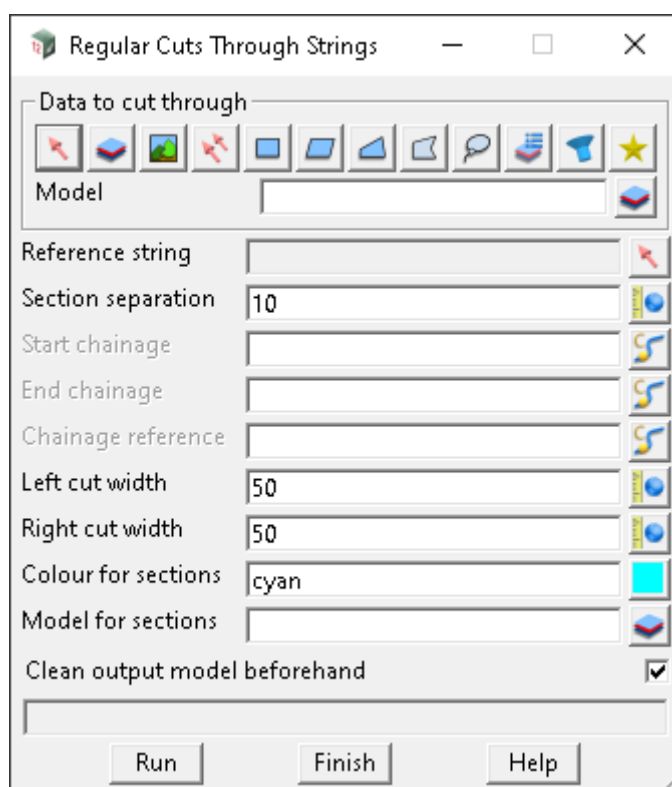 Regular Cuts Through Strings
Data to cut through
Model
Reference string
Section separation 10
Start chainage
End chainage
Chainage reference
Left cut width 50
Right cut width 50
Colour for sections cyan
Model for sections
Clean output model beforehand
Run Finish Help